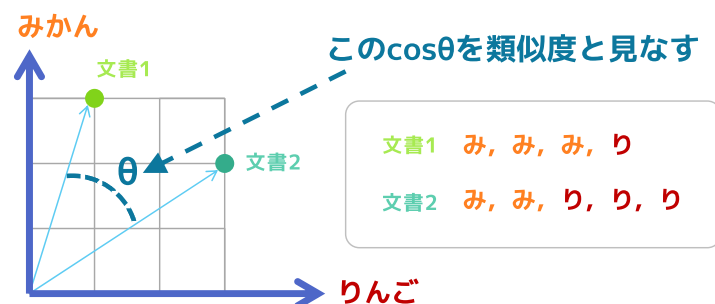 みかん
このcosθを類似度と見なす
文書1
θ
文書2
文書1 み, み, み, り
文書2 み, み, り, り, り
りんご